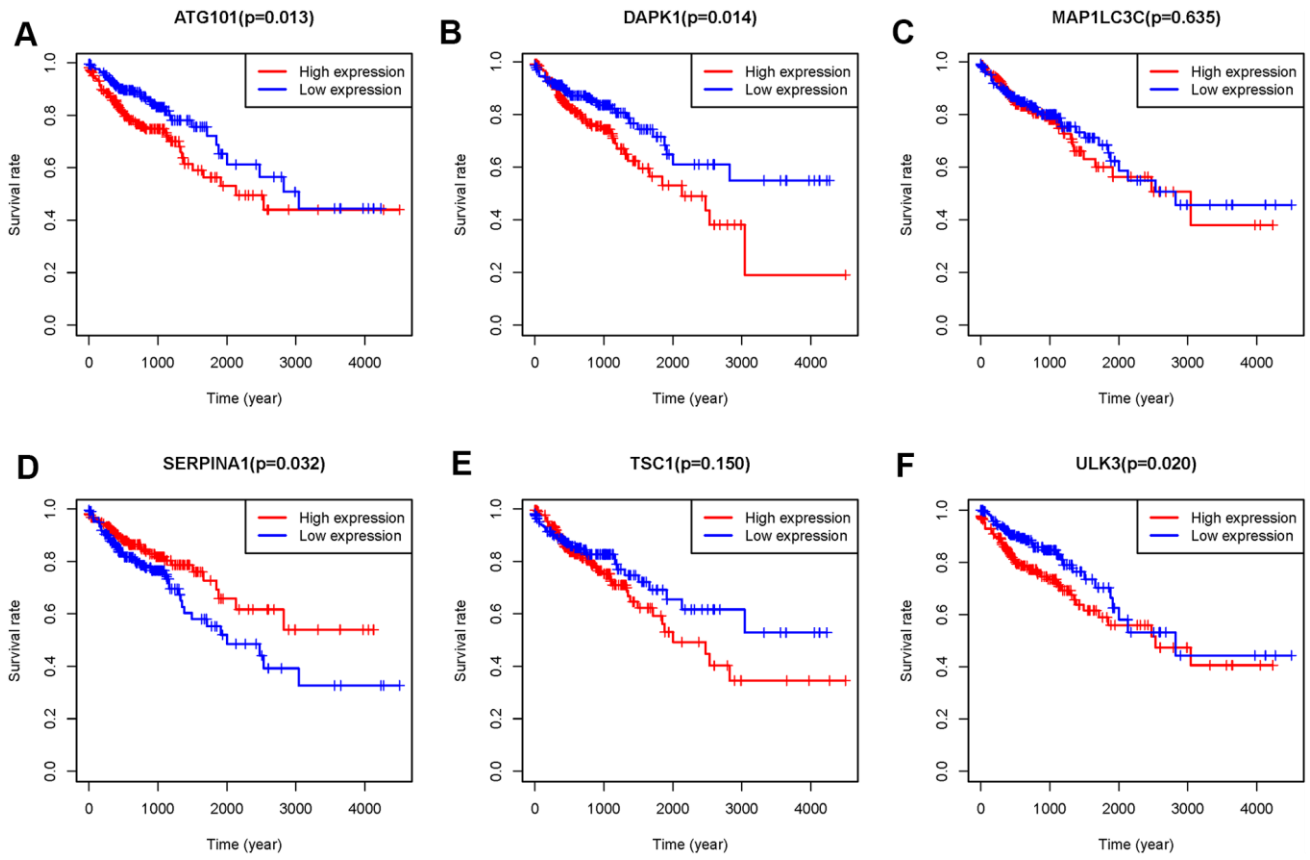 A
ATG101(p=0.013)
High expression
Low expression
Survival rate
0.0 0.2 0.4 0.6 0.8 1.0
0 1000 2000 3000 4000
Time (year)
B
DAPK1(p=0.014)
High expression
Low expression
Survival rate
0.0 0.2 0.4 0.6 0.8 1.0
0 1000 2000 3000 4000
Time (year)
C
MAP1LC3C(p=0.635)
High expression
Low expression
Survival rate
0.0 0.2 0.4 0.6 0.8 1.0
0 1000 2000 3000 4000
Time (year)
D
SERPINA1(p=0.032)
High expression
Low expression
Survival rate
0.0 0.2 0.4 0.6 0.8 1.0
0 1000 2000 3000 4000
Time (year)
E
TSC1(p=0.150)
High expression
Low expression
Survival rate
0.0 0.2 0.4 0.6 0.8 1.0
0 1000 2000 3000 4000
Time (year)
F
ULK3(p=0.020)
High expression
Low expression
Survival rate
0.0 0.2 0.4 0.6 0.8 1.0
0 1000 2000 3000 4000
Time (year)